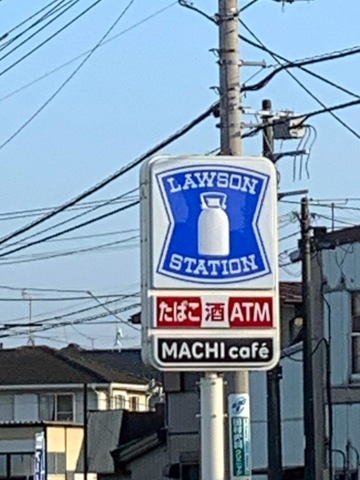 LAWSON
STATION
たばこ 酒 ATM
MACHI café